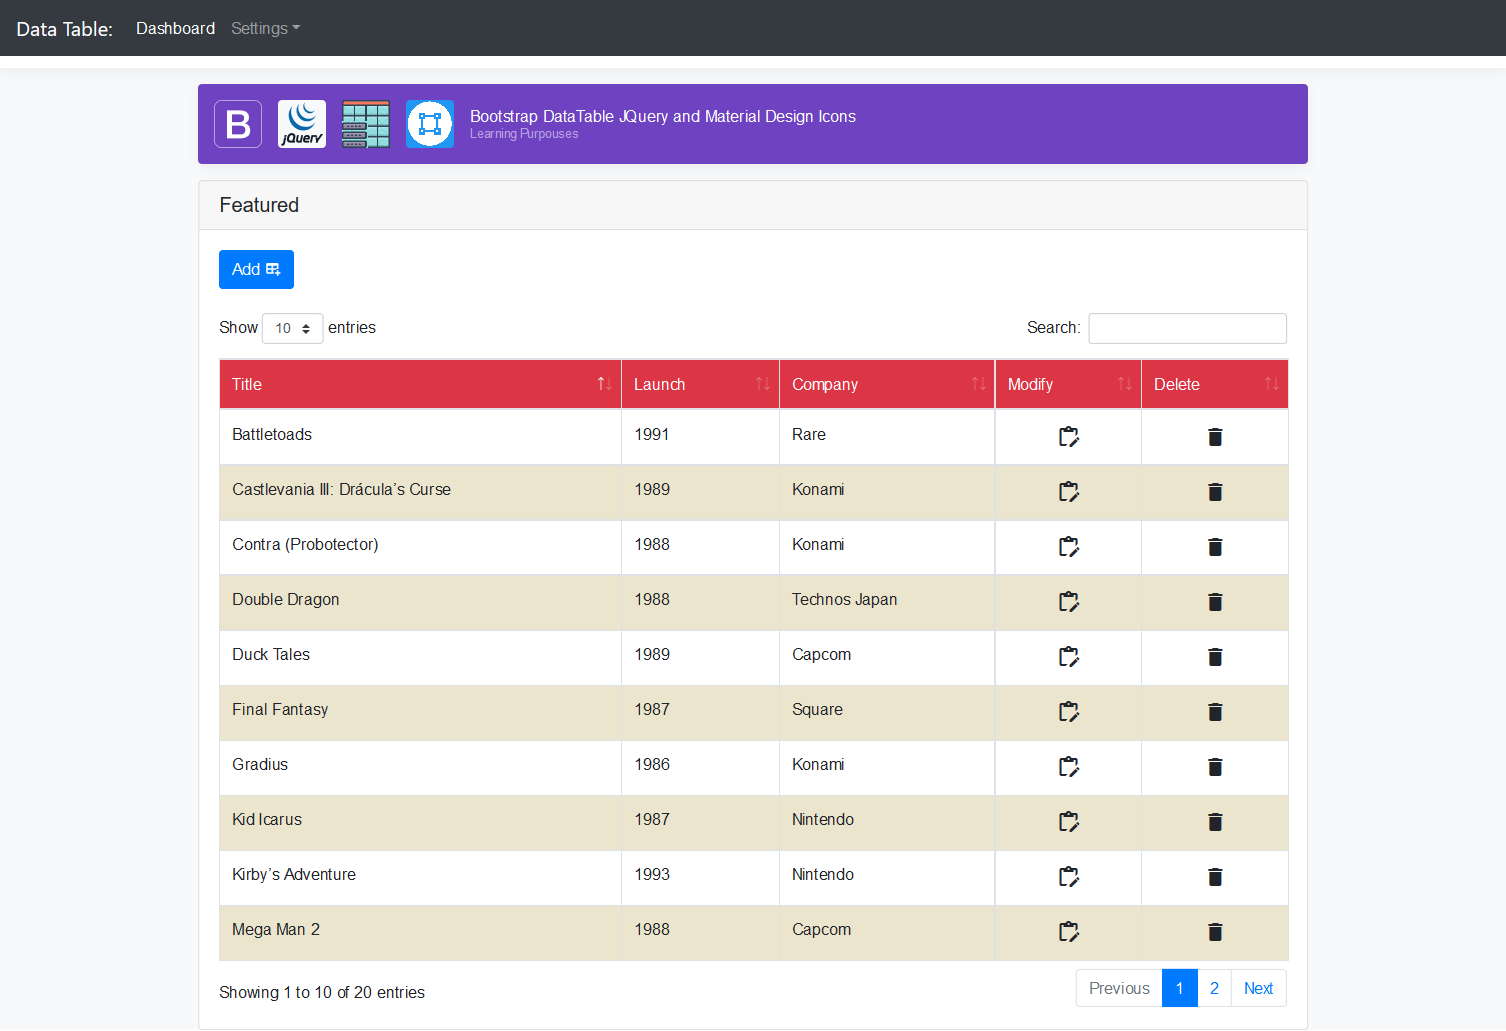 Data Table: Dashboard Settings
B jQuery Bootstrap DataTable JQuery and Material Design Icons
Learning Purpouses
Featured
Add
Show 10 entries Search:
Title Launch Company Modify Delete
Battletoads 1991 Rare
Castlevania III: Drácula’s Curse 1989 Konami
Contra (Probotector) 1988 Konami
Double Dragon 1988 Technos Japan
Duck Tales 1989 Capcom
Final Fantasy 1987 Square
Gradius 1986 Konami
Kid Icarus 1987 Nintendo
Kirby’s Adventure 1993 Nintendo
Mega Man 2 1988 Capcom
Showing 1 to 10 of 20 entries Previous 1 2 Next